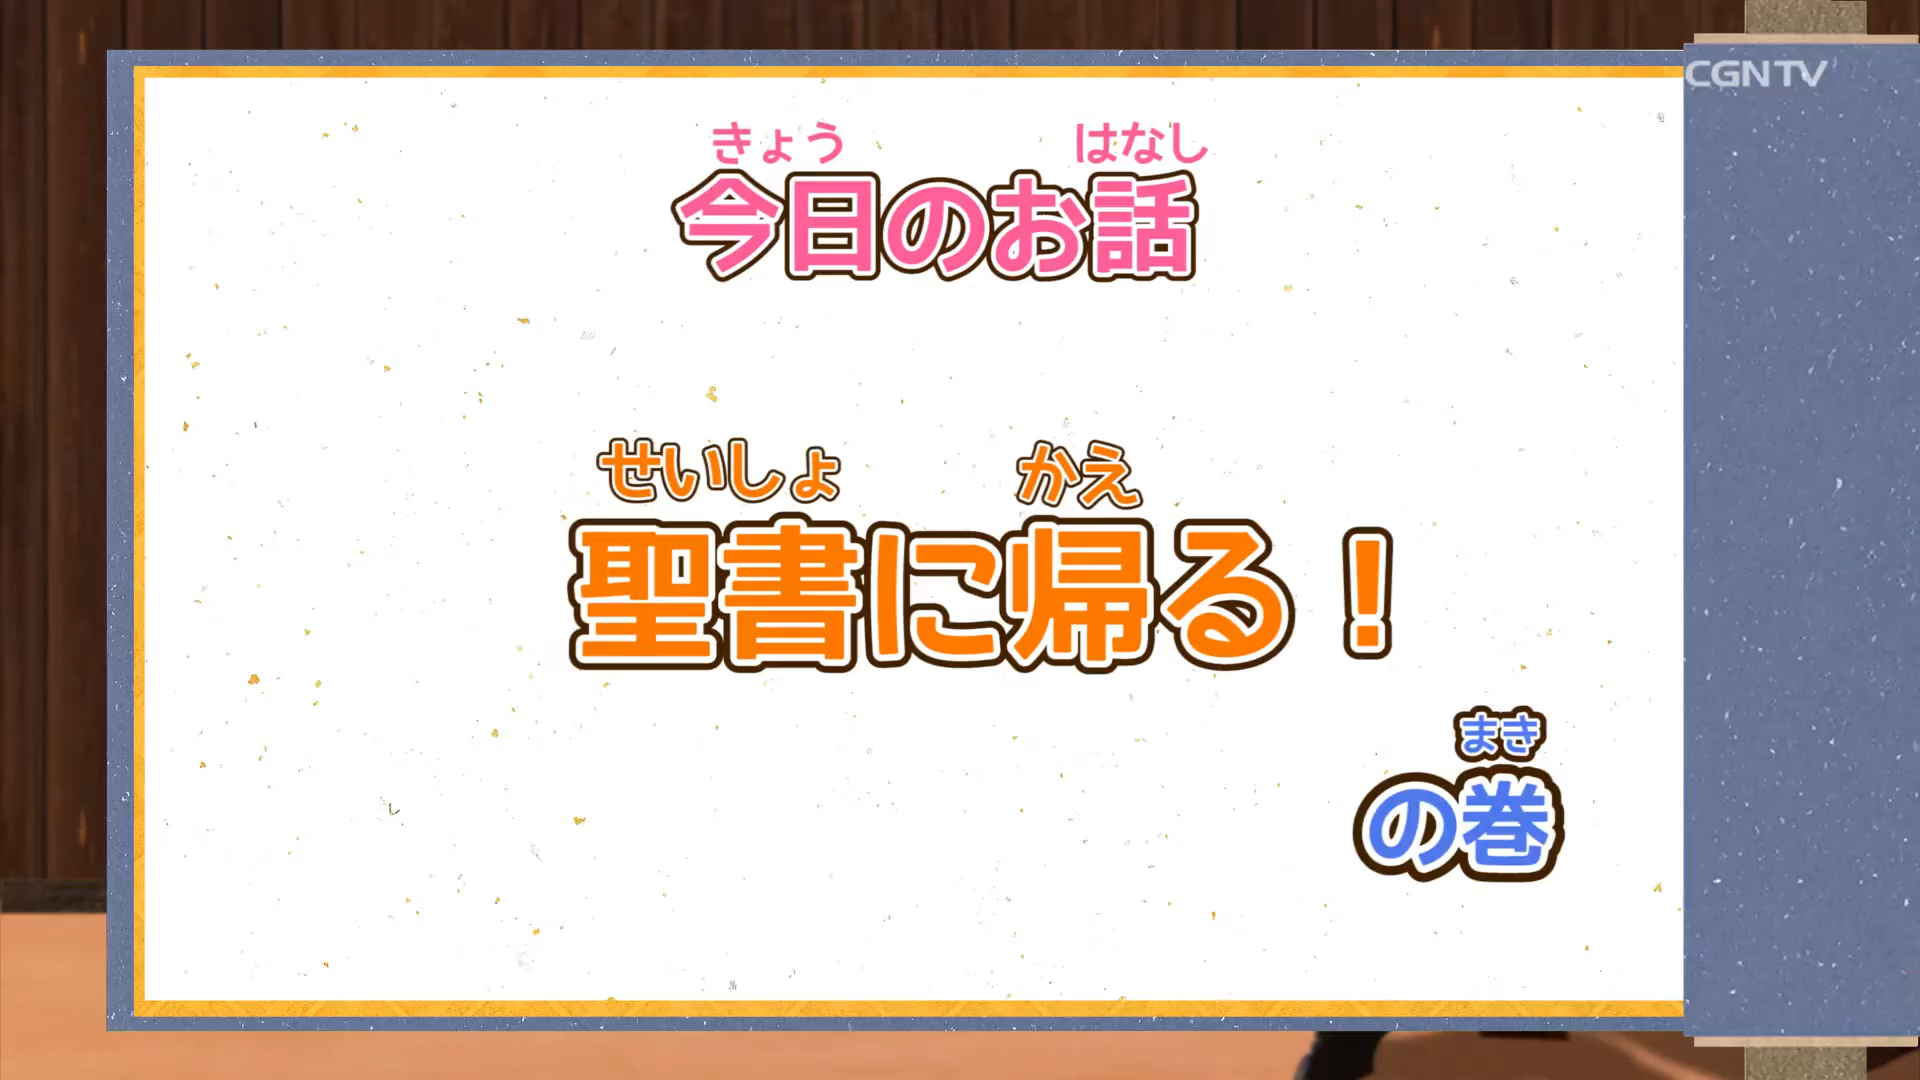 CGNTV
きょう はなし
今日のお話
せいしょ かえ
聖書に帰る！
まき
の巻